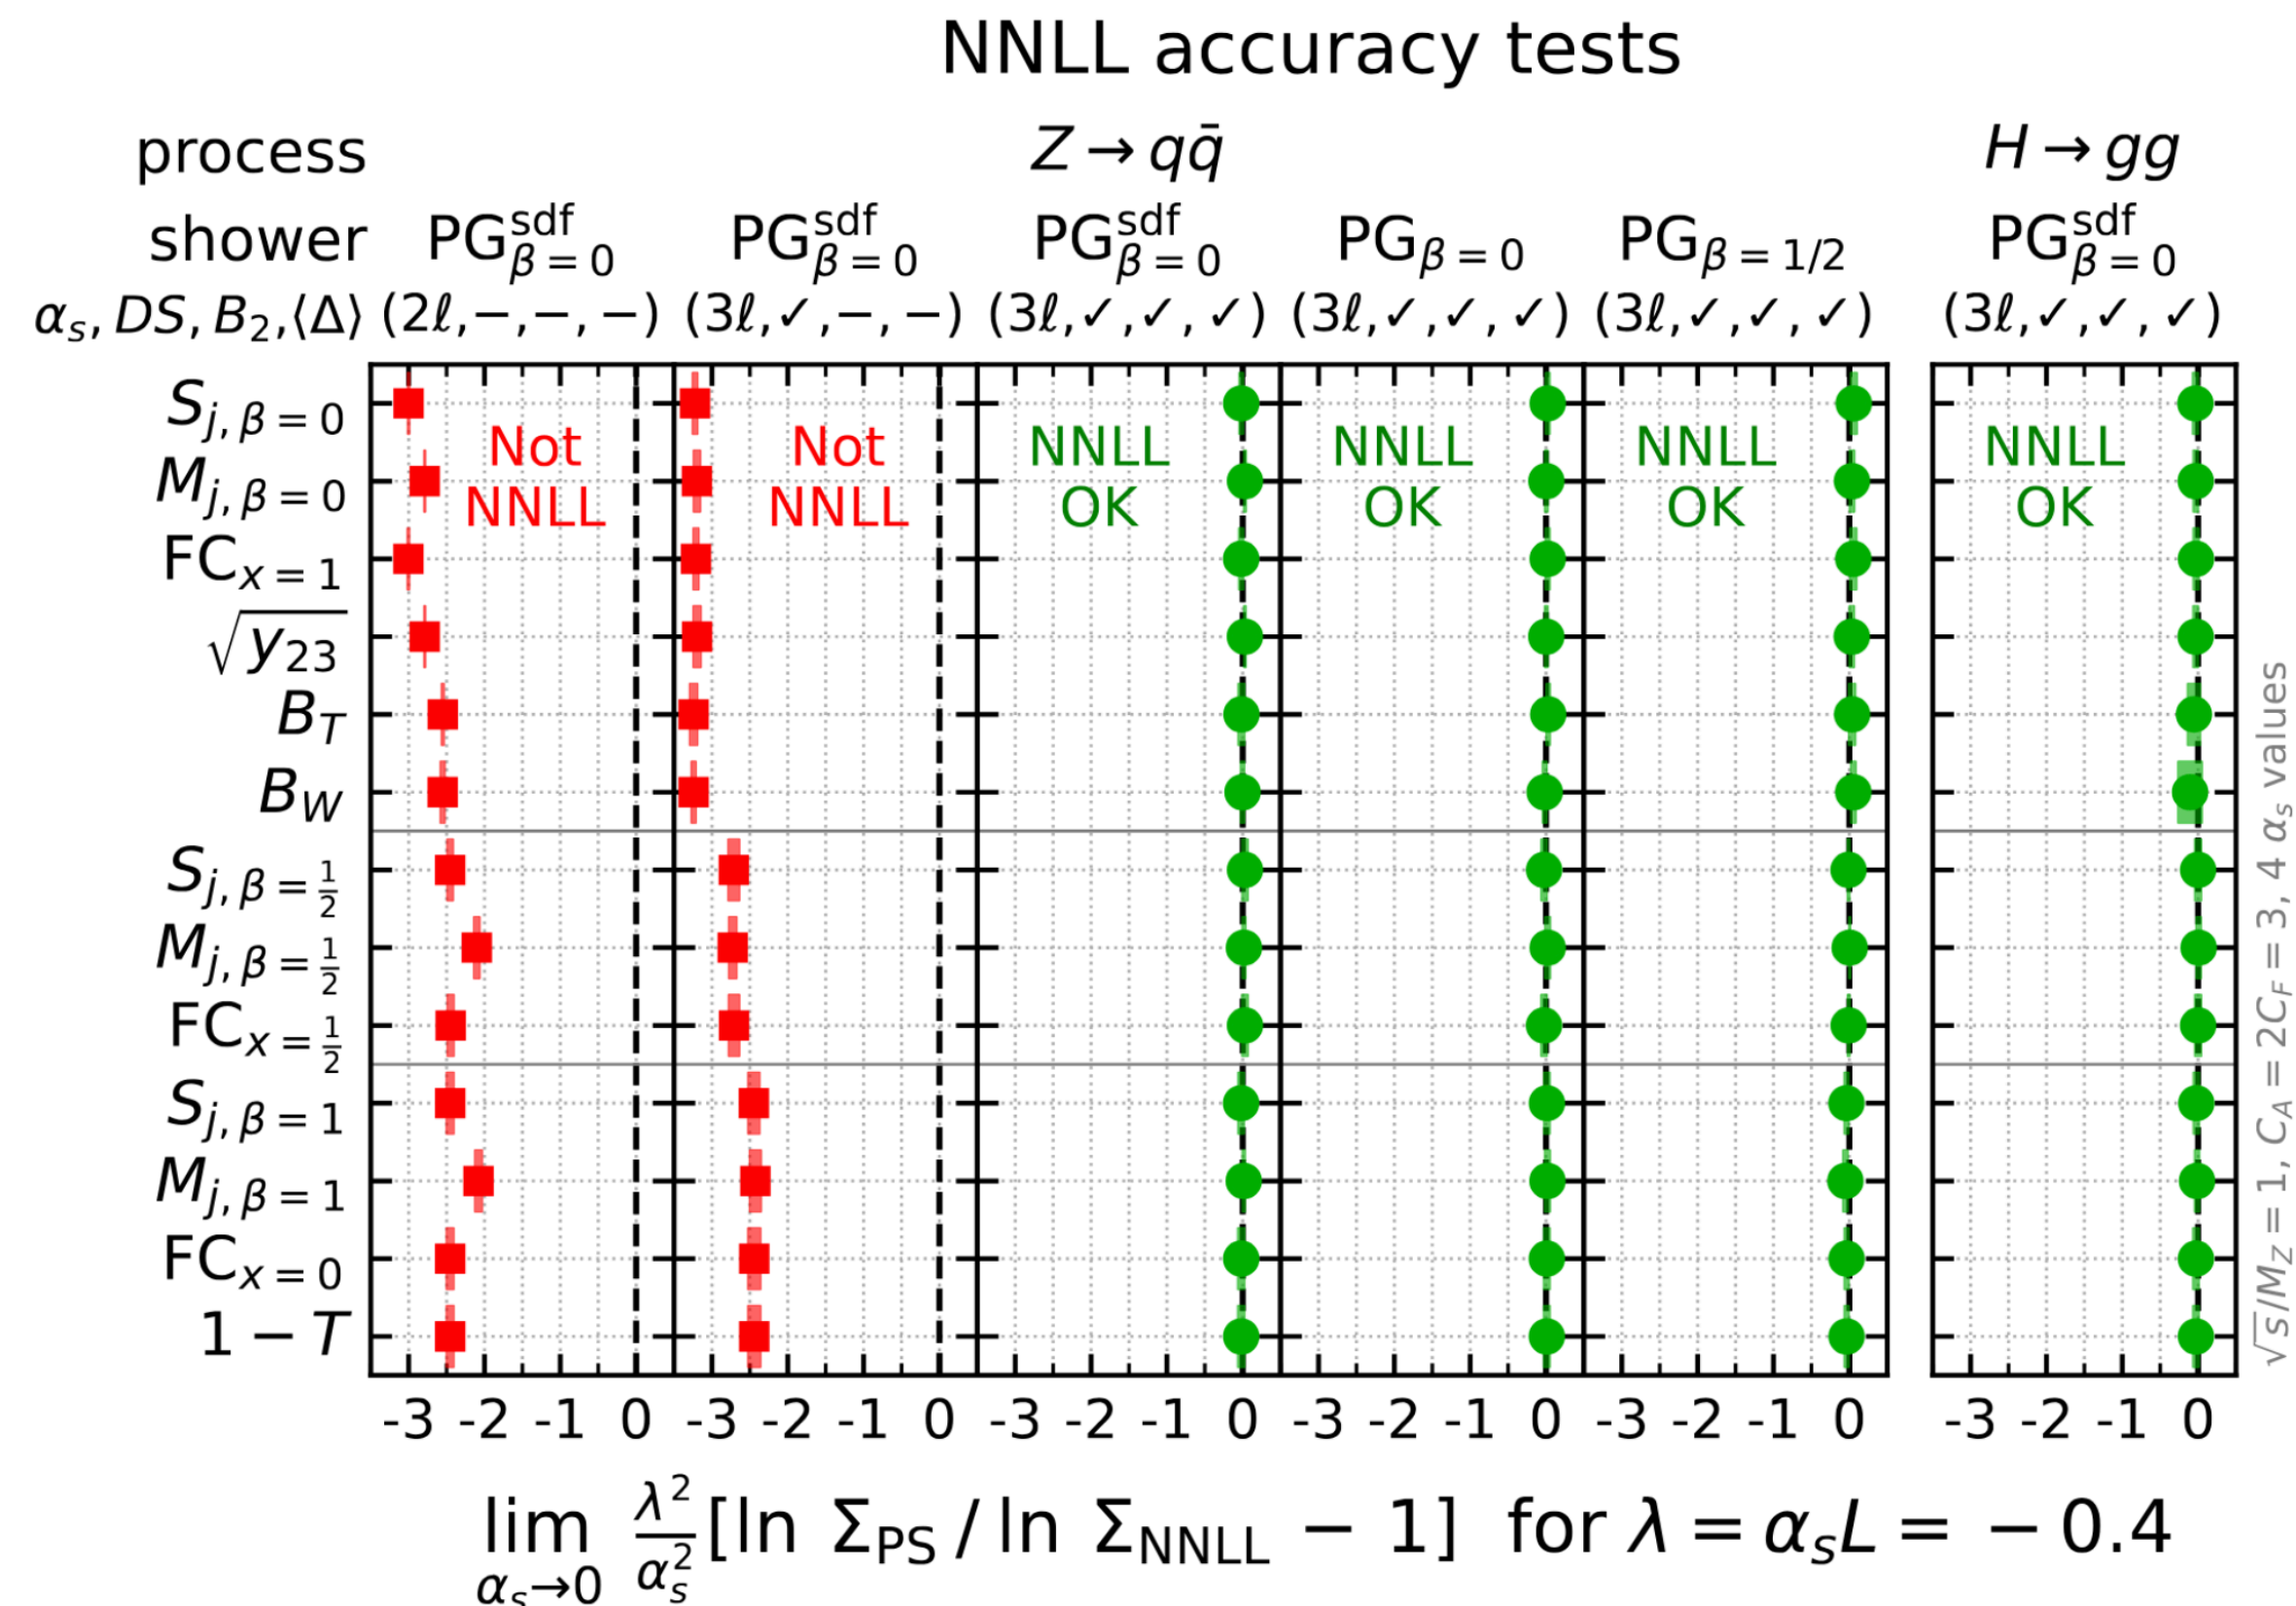 NNLL accuracy tests
process Z → qq̄ H → gg
shower PG^sdf_β=0 PG^sdf_β=0 PG^sdf_β=0 PG_β=0 PG_β=1/2 PG^sdf_β=0
α_s, DS, B_2, ⟨Δ⟩ (2ℓ,−,−,−) (3ℓ,✓,−,−) (3ℓ,✓,✓,✓) (3ℓ,✓,✓,✓) (3ℓ,✓,✓,✓) (3ℓ,✓,✓,✓)
S_j,β=0
Not Not NNLL NNLL NNLL NNLL
M_j,β=0
NNLL NNLL OK OK OK OK
FC_x=1
√y_23
B_T
B_W
S_j,β=1/2
M_j,β=1/2
FC_x=1/2
S_j,β=1
M_j,β=1
FC_x=0
1 − T
-3 -2 -1 0 -3 -2 -1 0 -3 -2 -1 0 -3 -2 -1 0 -3 -2 -1 0 -3 -2 -1 0
lim_α_s→0 λ²/α_s² [ln Σ_PS / ln Σ_NNLL − 1] for λ = α_s L = − 0.4
√s/M_Z = 1, C_A = 2C_F = 3, 4 α_s values